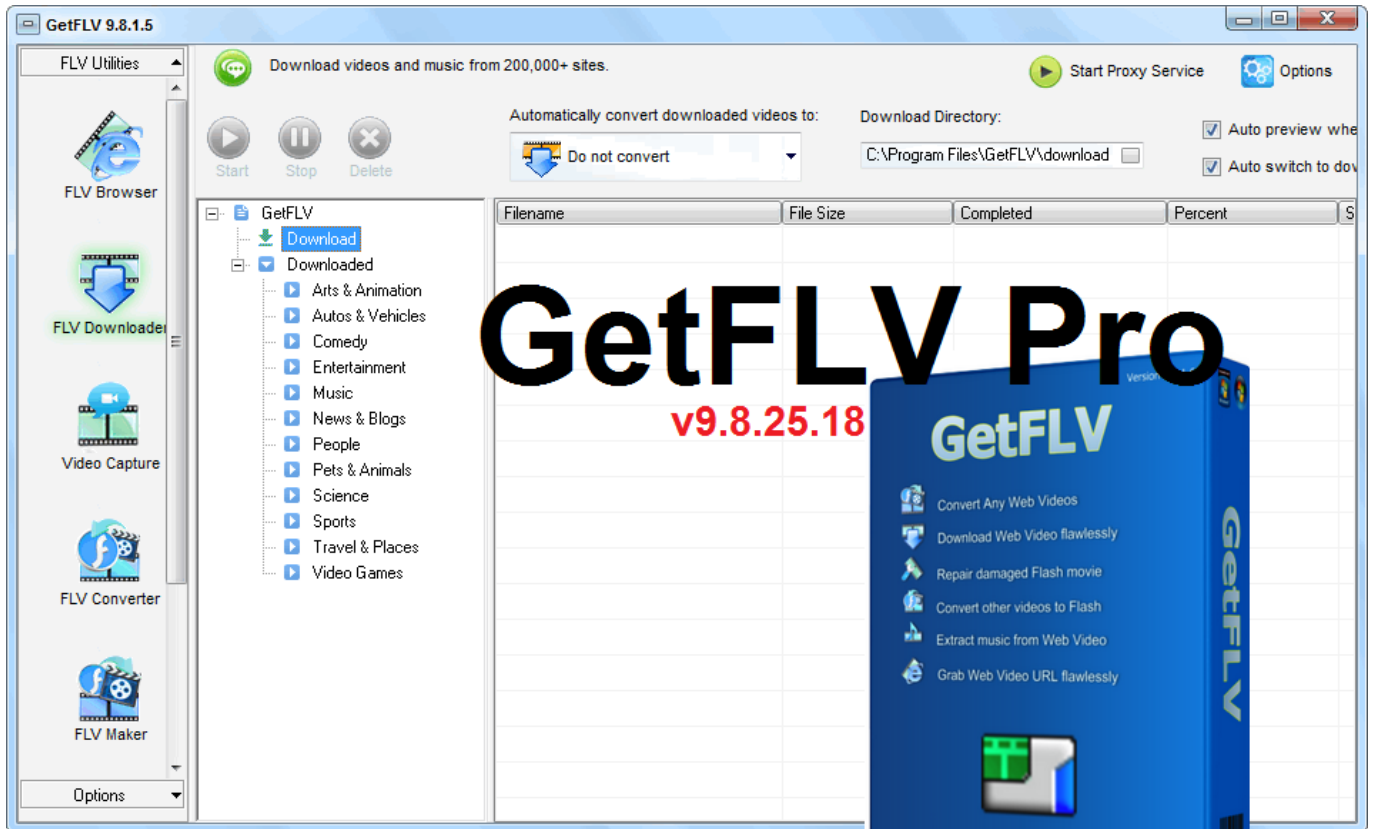 GetFLV 9.8.1.5
FLV Utilities
Download videos and music from 200,000+ sites.
Start Proxy Service
Options
Automatically convert downloaded videos to:
Download Directory:
Do not convert
C:\Program Files\GetFLV\download
Auto preview whe
Auto switch to dov
Start
Stop
Delete
FLV Browser
FLV Downloader
Video Capture
FLV Converter
FLV Maker
Options
GetFLV
Download
Downloaded
Arts & Animation
Autos & Vehicles
Comedy
Entertainment
Music
News & Blogs
People
Pets & Animals
Science
Sports
Travel & Places
Video Games
Filename
File Size
Completed
Percent
S
GetFLV Pro
v9.8.25.18
Version
GetFLV
Convert Any Web Videos
Download Web Video flawlessly
Repair damaged Flash movie
Convert other videos to Flash
Extract music from Web Video
Grab Web Video URL flawlessly
GetFLV